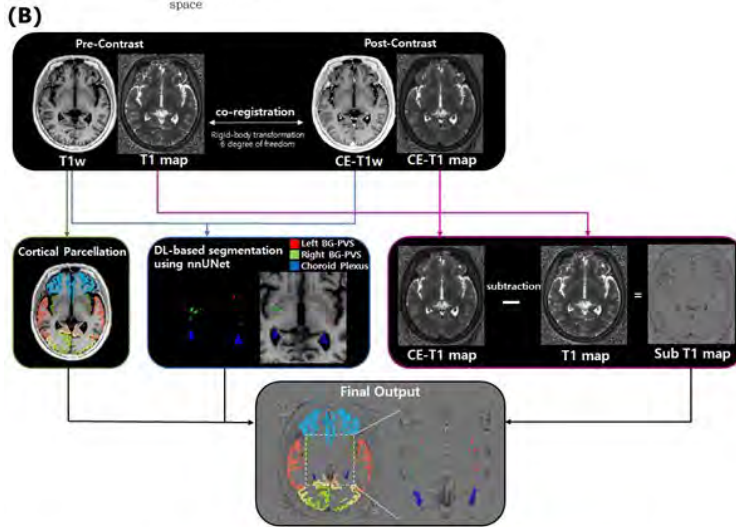 space
(B)
Pre-Contrast
Post-Contrast
co-registration
Rigid-body transformation
6 degree of freedom
T1w
T1 map
CE-T1w
CE-T1 map
Cortical Parcellation
DL-based segmentation
using nnUNet
Left BG-PVS
Right BG-PVS
Choroid Plexus
subtraction
=
CE-T1 map
T1 map
Sub T1 map
Final Output